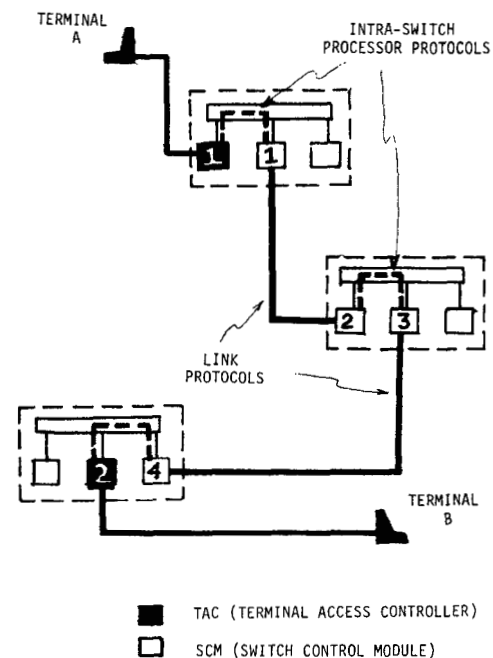 TERMINAL
A
INTRA-SWITCH
PROCESSOR PROTOCOLS
1
1
2
3
LINK
PROTOCOLS
2
4
TERMINAL
B
TAC (TERMINAL ACCESS CONTROLLER)
SCM (SWITCH CONTROL MODULE)